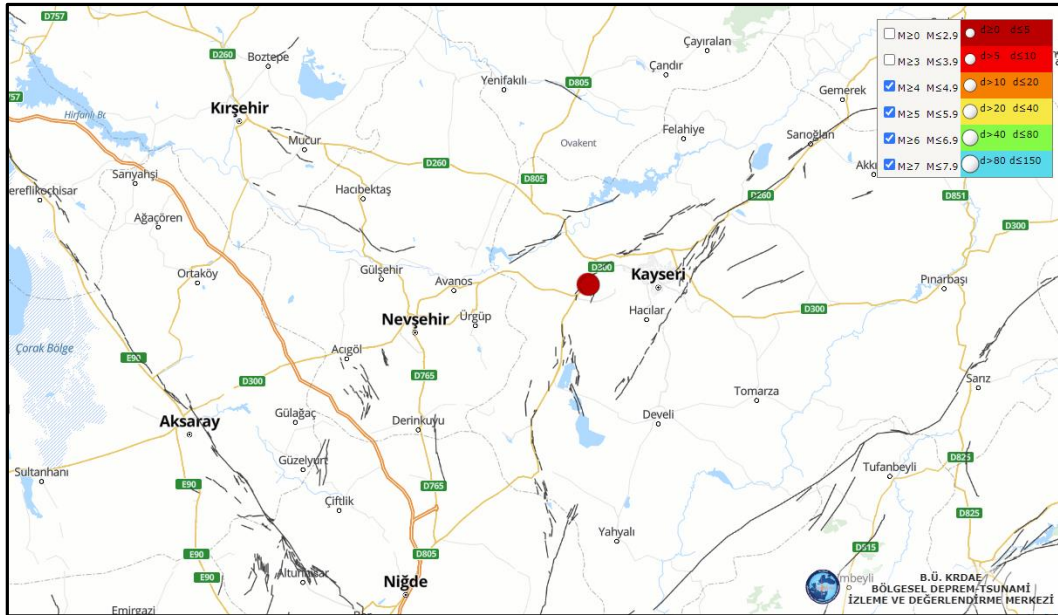 D757
D260
Boztepe
Çayıralan
Çandır
Yenifakılı
D805
Gemerek
57
Hirfanlı Bc
Kırşehir
Mucur
Felahiye
Sarıoğlan
Ovakent
D260
Sarıyahşi
ereflikoçhisar
Hacıbektaş
D805
D260
Akkı
D851
Ağaçören
D300
Ortaköy
Gülşehir
Avanos
Kayseri
Pınarbaşı
Nevşehir
Ürgüp
Hacılar
D300
Çorak Bölge
E90
Acıgöl
D765
D300
Tomarza
Sarız
Aksaray
Gülağaç
Derinkuyu
Develi
Güzelyurt
D825
Sultanhanı
E90
D765
Tufanbeyli
Çiftlik
D825
Yahyalı
E90
D805
D815
E90
Niğde
mbeyli
Emirgazi
M≥0 M≤2.9 d≥0 d≤5
M≥3 M≤3.9 d>5 d≤10
M≥4 M≤4.9 d>10 d≤20
M≥5 M≤5.9 d>20 d≤40
M≥6 M≤6.9 d>40 d≤80
M≥7 M≤7.9 d>80 d≤150
B.Ü. KRDAE
BÖLGESEL DEPREM-TSUNAMİ
İZLEME VE DEĞERLENDİRME MERKEZİ